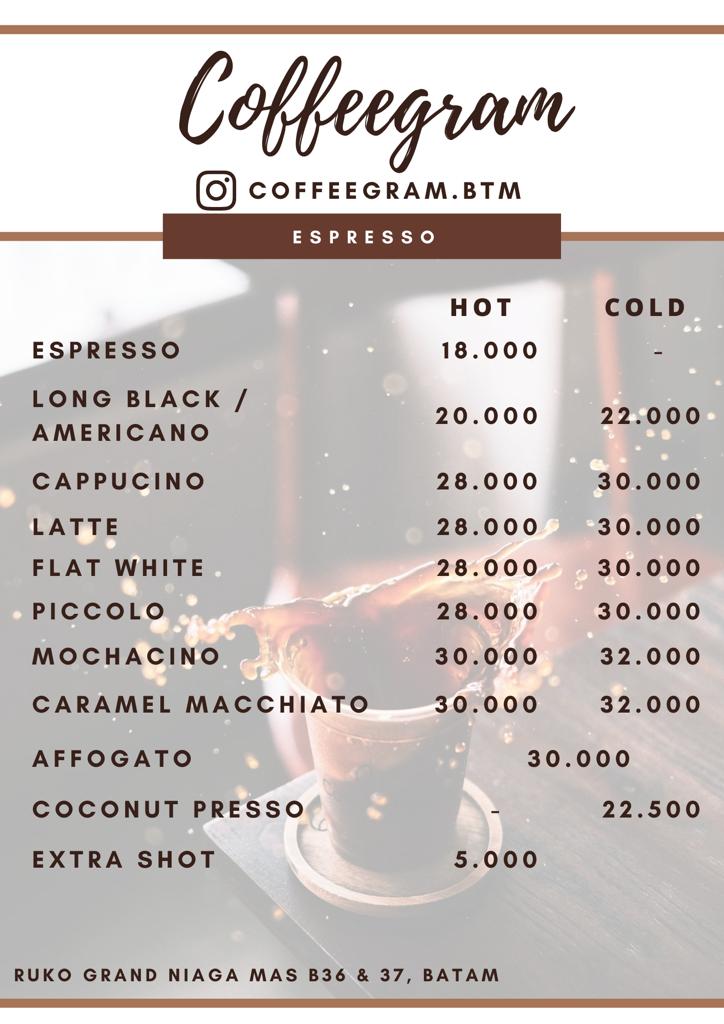 Coffeegram
COFFEEGRAM.BTM
ESPRESSO
HOT COLD
ESPRESSO 18.000 -
LONG BLACK /
AMERICANO 20.000 22.000
CAPPUCINO 28.000 30.000
LATTE 28.000 30.000
FLAT WHITE 28.000 30.000
PICCOLO 28.000 30.000
MOCHACINO 30.000 32.000
CARAMEL MACCHIATO 30.000 32.000
AFFOGATO 30.000
COCONUT PRESSO - 22.500
EXTRA SHOT 5.000
RUKO GRAND NIAGA MAS B36 & 37, BATAM